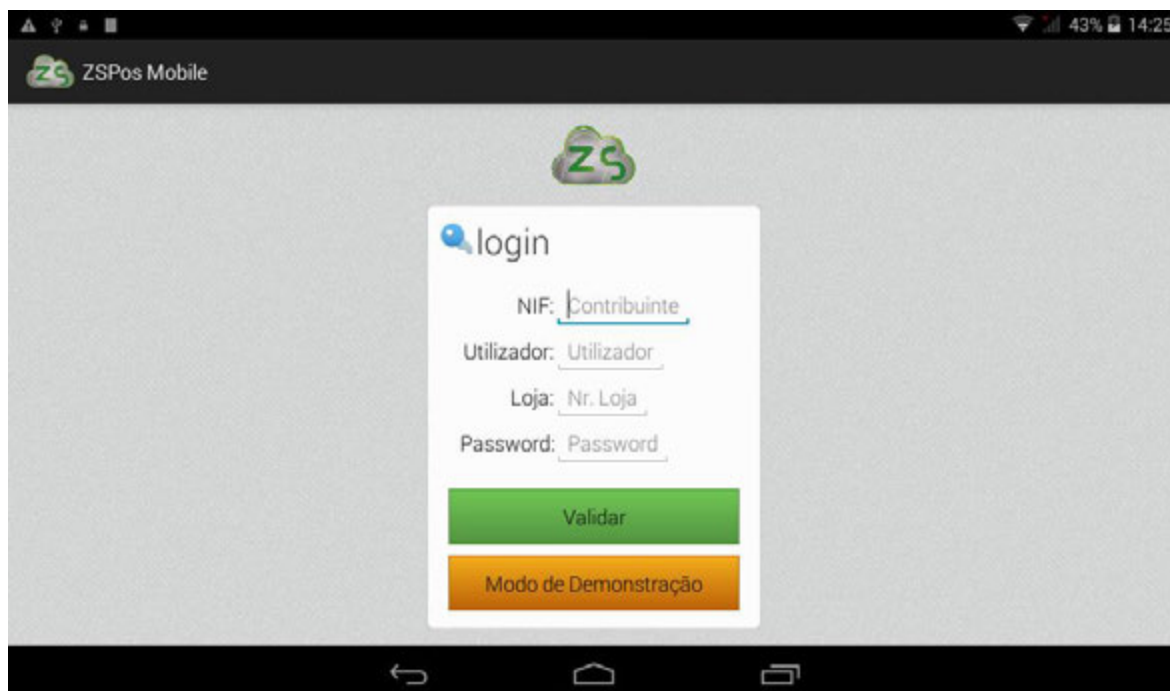 43% 14:25
ZS ZSPos Mobile
ZS
login
NIF: Contribuinte
Utilizador: Utilizador
Loja: Nr. Loja
Password: Password
Validar
Modo de Demonstração